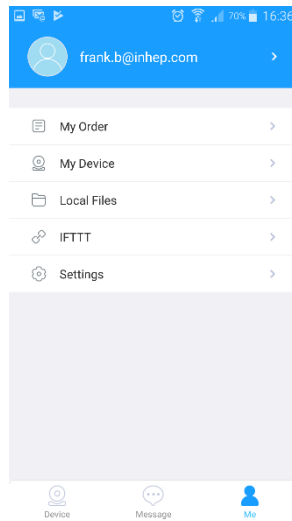 70% 16:36
frank.b@inhep.com
My Order
My Device
Local Files
IFTTT
Settings
Device Message Me